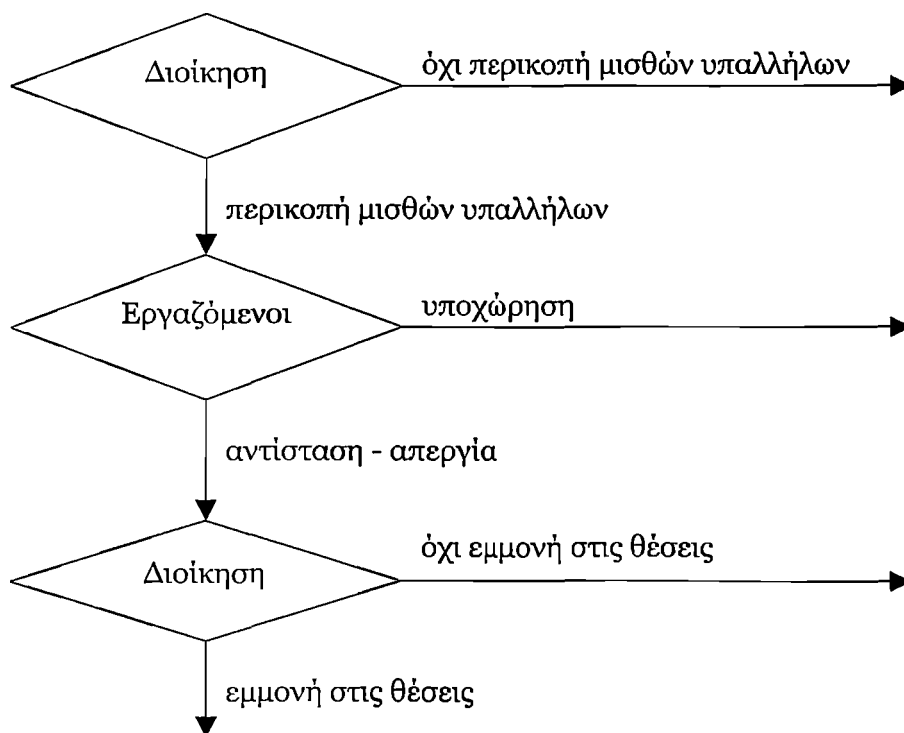 Διοίκηση
όχι περικοπή μισθών υπαλλήλων
περικοπή μισθών υπαλλήλων
Εργαζόμενοι
υποχώρηση
αντίσταση - απεργία
Διοίκηση
όχι εμμονή στις θέσεις
εμμονή στις θέσεις